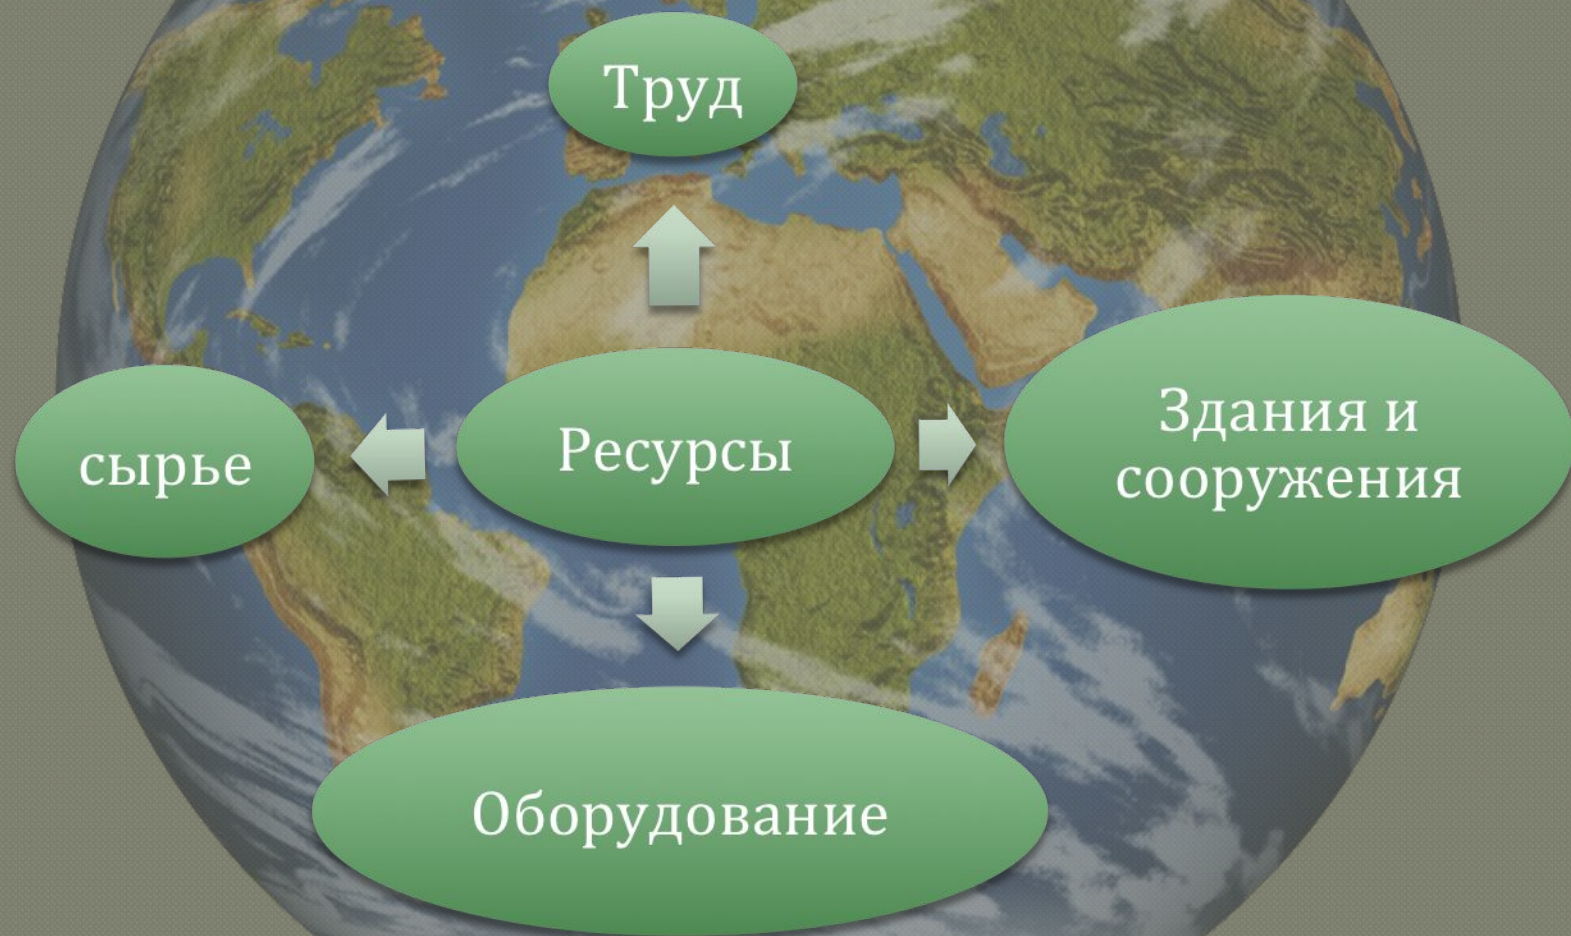 Труд
сырье
Ресурсы
Здания и
сооружения
Оборудование